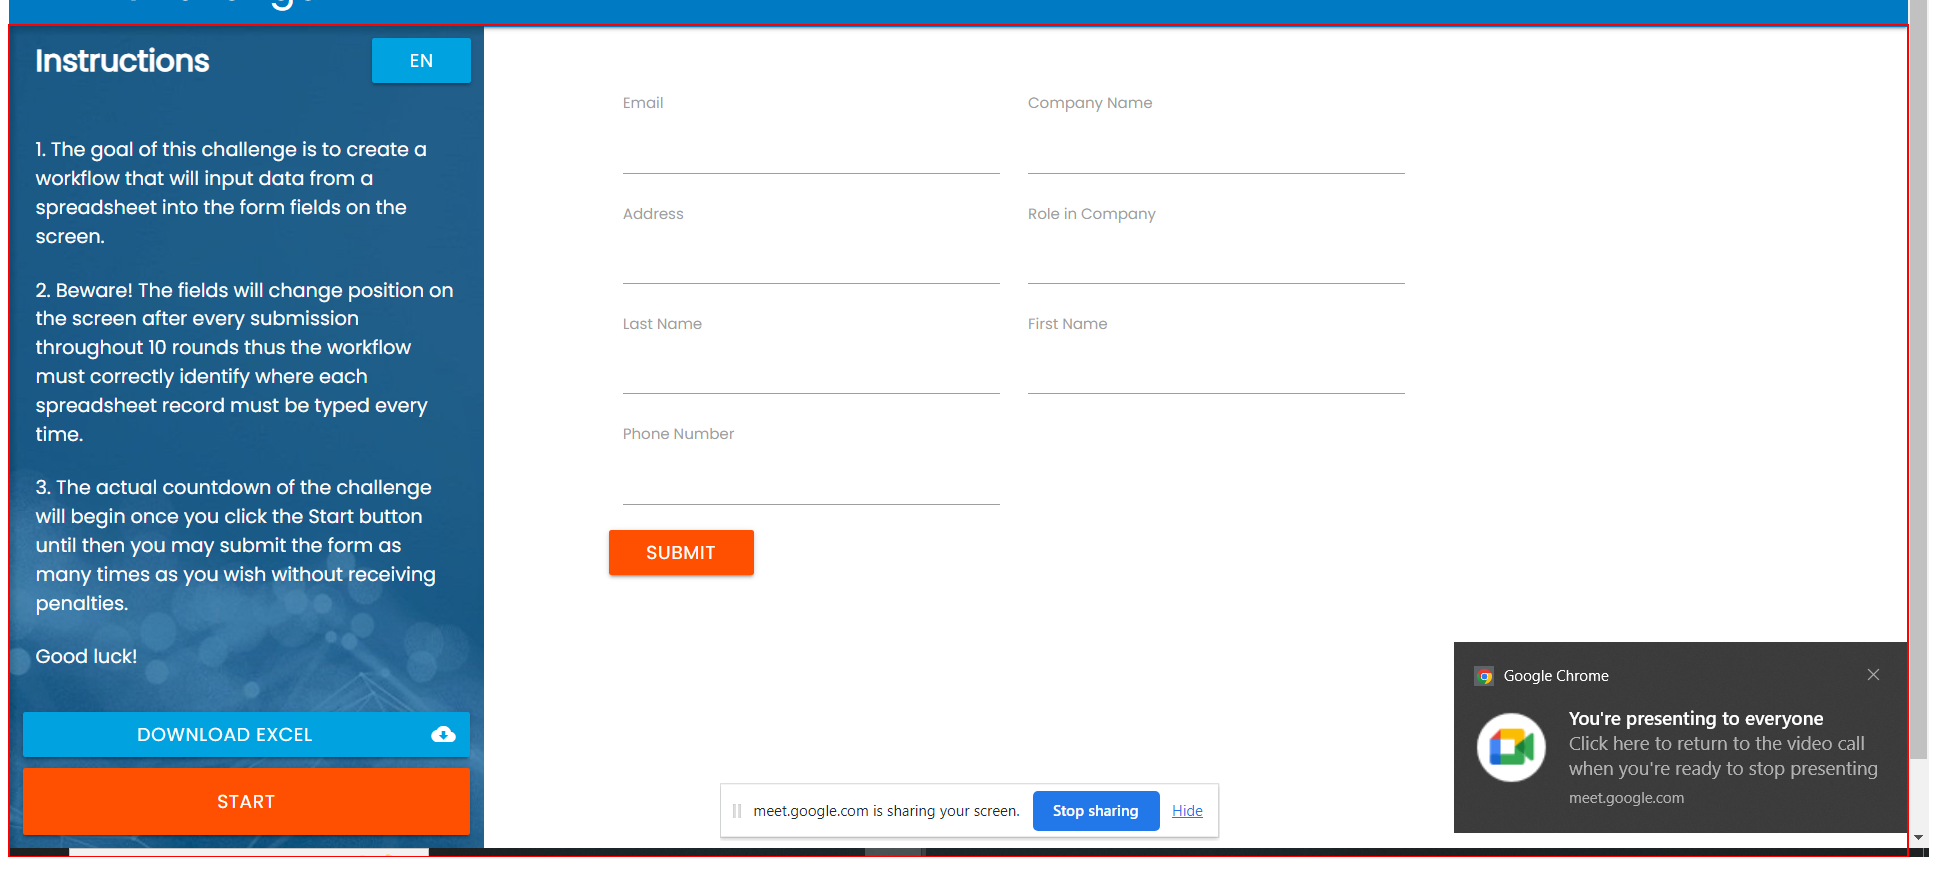 Instructions
EN
1. The goal of this challenge is to create a
workflow that will input data from a
spreadsheet into the form fields on the
screen.
2. Beware! The fields will change position on
the screen after every submission
throughout 10 rounds thus the workflow
must correctly identify where each
spreadsheet record must be typed every
time.
3. The actual countdown of the challenge
will begin once you click the Start button
until then you may submit the form as
many times as you wish without receiving
penalties.
Good luck!
DOWNLOAD EXCEL
START
Email
Company Name
Address
Role in Company
Last Name
First Name
Phone Number
SUBMIT
meet.google.com is sharing your screen.
Stop sharing
Hide
Google Chrome
You're presenting to everyone
Click here to return to the video call
when you're ready to stop presenting
meet.google.com